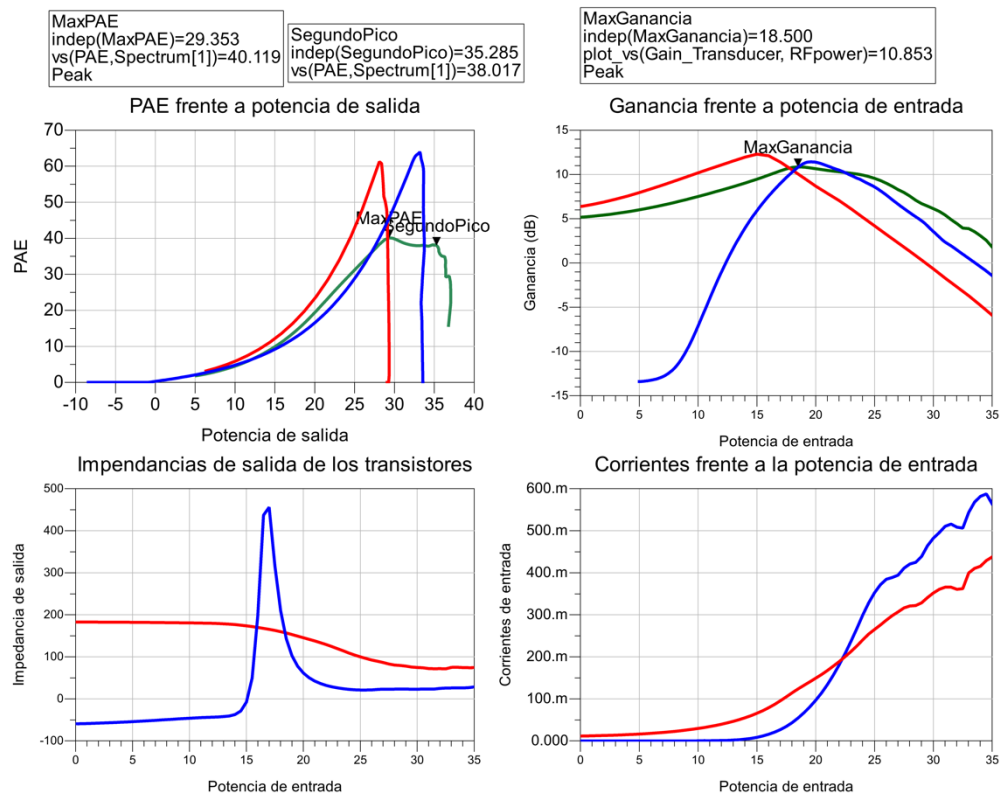 MaxPAE
indep(MaxPAE)=29.353
vs(PAE,Spectrum[1])=40.119
Peak
SegundoPico
indep(SegundoPico)=35.285
vs(PAE,Spectrum[1])=38.017
MaxGanancia
indep(MaxGanancia)=18.500
plot_vs(Gain_Transducer, RFpower)=10.853
Peak
PAE frente a potencia de salida
70
60
50
40
30
20
10
0
PAE
MaxPAE
SegundoPico
-10 -5 0 5 10 15 20 25 30 35 40
Potencia de salida
Ganancia frente a potencia de entrada
15
10
5
0
-5
-10
-15
Ganancia (dB)
MaxGanancia
0 5 10 15 20 25 30 35
Potencia de entrada
Impendancias de salida de los transistores
500
400
300
200
100
0
-100
Impedancia de salida
0 5 10 15 20 25 30 35
Potencia de entrada
Corrientes frente a la potencia de entrada
600.m
500.m
400.m
300.m
200.m
100.m
0.000
Corrientes de entrada
0 5 10 15 20 25 30 35
Potencia de entrada